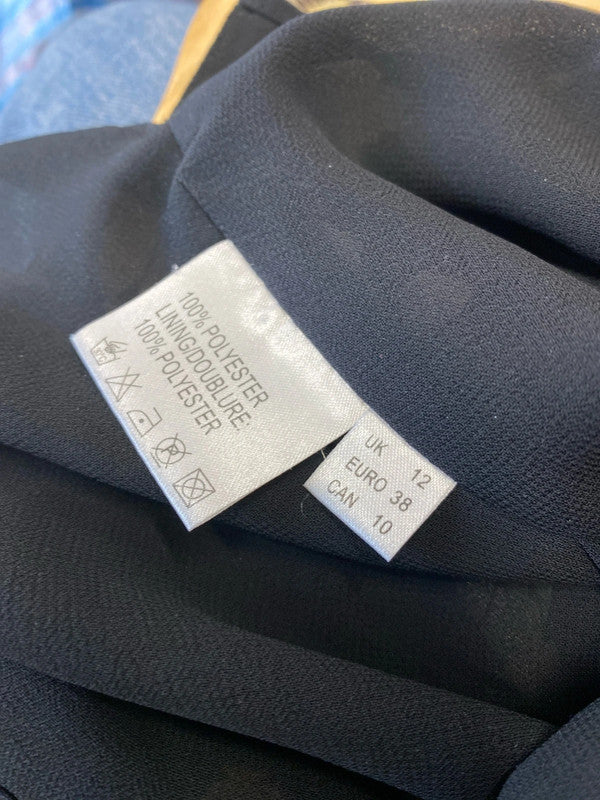 100% POLYESTER
LINING/DOUBLURE:
100% POLYESTER
UK 12
EURO 38
CAN 10